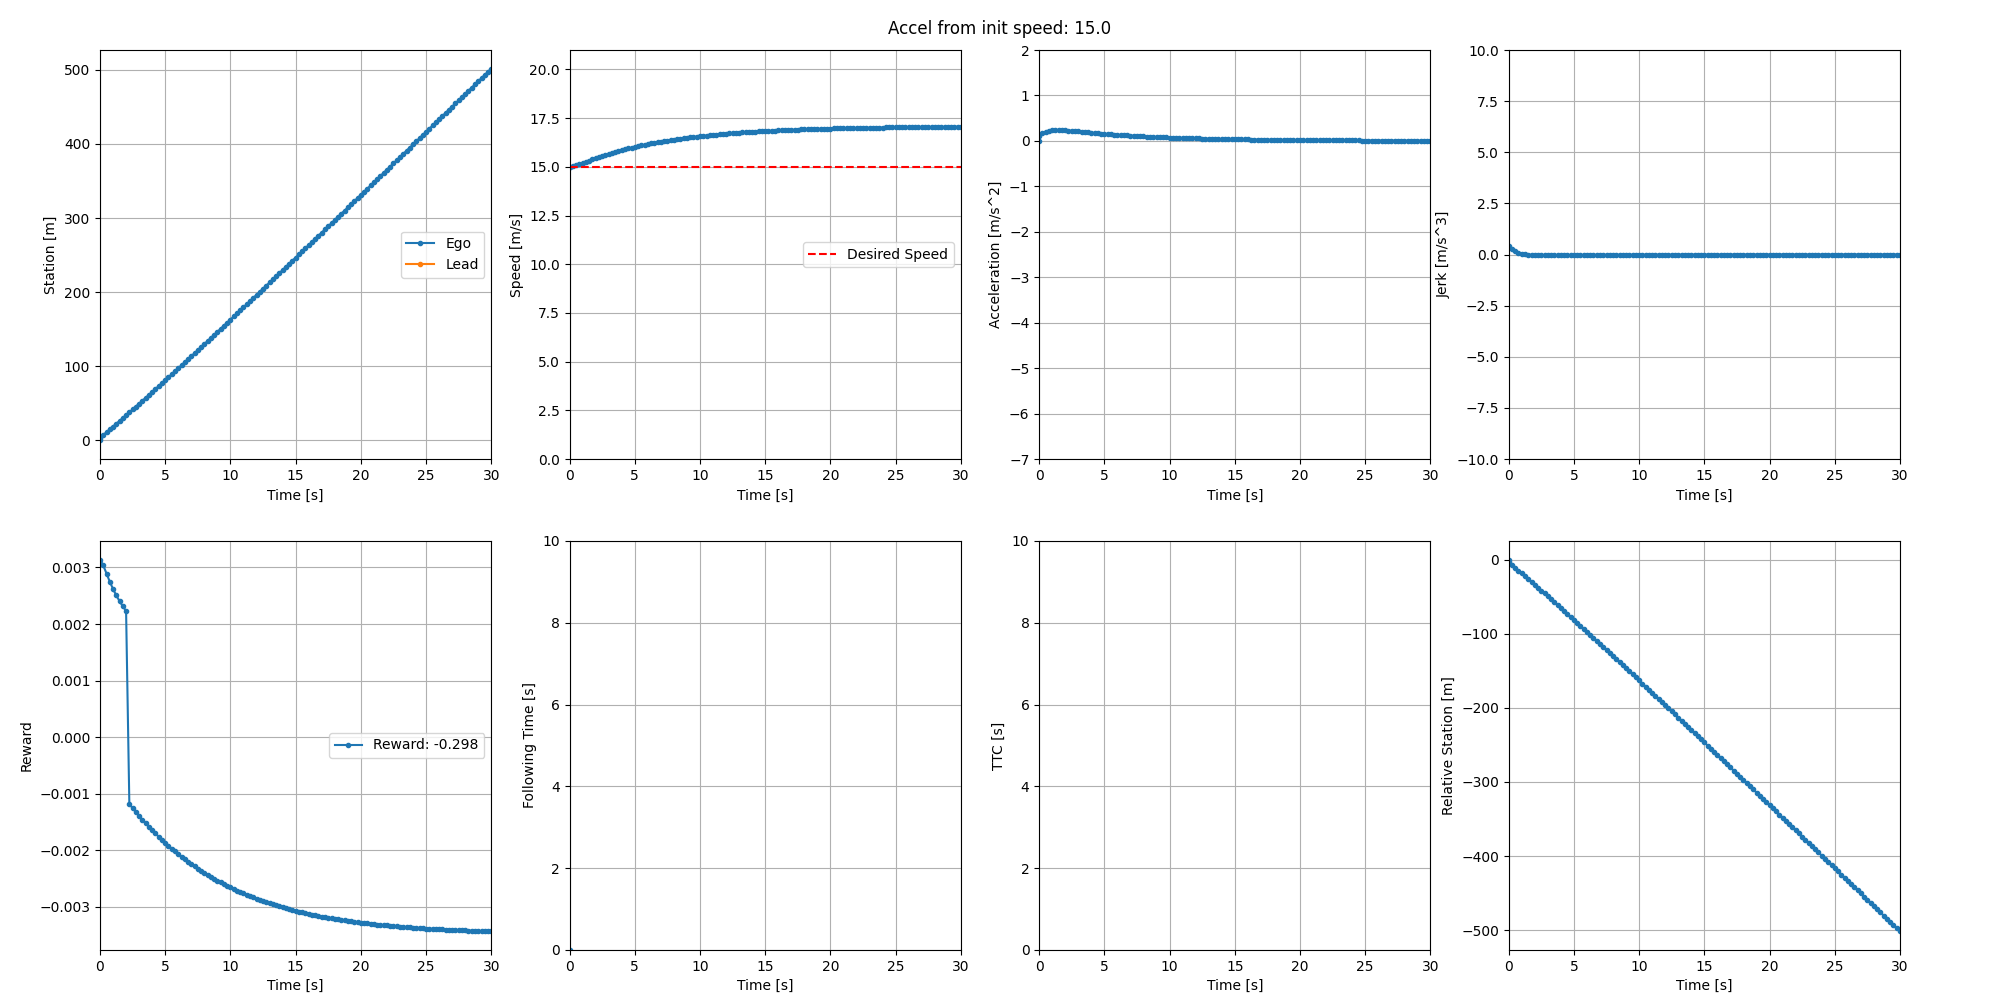 Accel from init speed: 15.0
500
400
300
200
100
0
Station [m]
Ego
Lead
0 5 10 15 20 25 30
Time [s]
20.0
17.5
15.0
12.5
10.0
7.5
5.0
2.5
0.0
Speed [m/s]
Desired Speed
0 5 10 15 20 25 30
Time [s]
2
1
0
−1
−2
−3
−4
−5
−6
−7
Acceleration [m/s^2]
0 5 10 15 20 25 30
Time [s]
10.0
7.5
5.0
2.5
0.0
−2.5
−5.0
−7.5
−10.0
Jerk [m/s^3]
0 5 10 15 20 25 30
Time [s]
0.003
0.002
0.001
0.000
−0.001
−0.002
−0.003
Reward
Reward: -0.298
0 5 10 15 20 25 30
Time [s]
10
8
6
4
2
0
Following Time [s]
0 5 10 15 20 25 30
Time [s]
10
8
6
4
2
0
TTC [s]
0 5 10 15 20 25 30
Time [s]
0
−100
−200
−300
−400
−500
Relative Station [m]
0 5 10 15 20 25 30
Time [s]